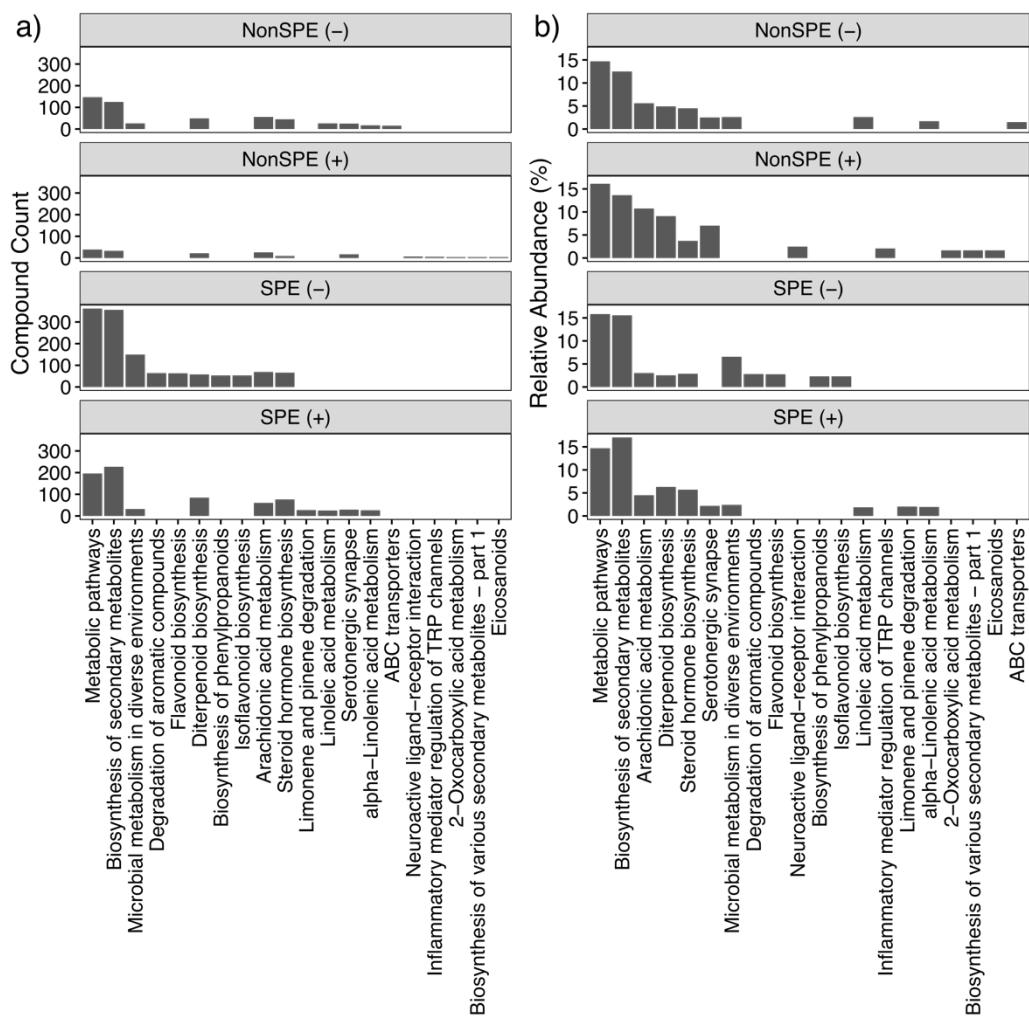 a)
Compound Count
NonSPE (−)
300
200
100
0
NonSPE (+)
300
200
100
0
SPE (−)
300
200
100
0
SPE (+)
300
200
100
0
Metabolic pathways
Biosynthesis of secondary metabolites
Microbial metabolism in diverse environments
Degradation of aromatic compounds
Flavonoid biosynthesis
Diterpenoid biosynthesis
Biosynthesis of phenylpropanoids
Isoflavonoid biosynthesis
Arachidonic acid metabolism
Steroid hormone biosynthesis
Limonene and pinene degradation
Linoleic acid metabolism
Serotonergic synapse
alpha−Linolenic acid metabolism
ABC transporters
Neuroactive ligand−receptor interaction
Inflammatory mediator regulation of TRP channels
2−Oxocarboxylic acid metabolism
Biosynthesis of various secondary metabolites − part 1
Eicosanoids
b)
Relative Abundance (%)
NonSPE (−)
15
10
5
0
NonSPE (+)
15
10
5
0
SPE (−)
15
10
5
0
SPE (+)
15
10
5
0
Metabolic pathways
Biosynthesis of secondary metabolites
Arachidonic acid metabolism
Diterpenoid biosynthesis
Steroid hormone biosynthesis
Serotonergic synapse
Microbial metabolism in diverse environments
Degradation of aromatic compounds
Flavonoid biosynthesis
Neuroactive ligand−receptor interaction
Biosynthesis of phenylpropanoids
Isoflavonoid biosynthesis
Linoleic acid metabolism
Inflammatory mediator regulation of TRP channels
Limonene and pinene degradation
alpha−Linolenic acid metabolism
2−Oxocarboxylic acid metabolism
Biosynthesis of various secondary metabolites − part 1
Eicosanoids
ABC transporters